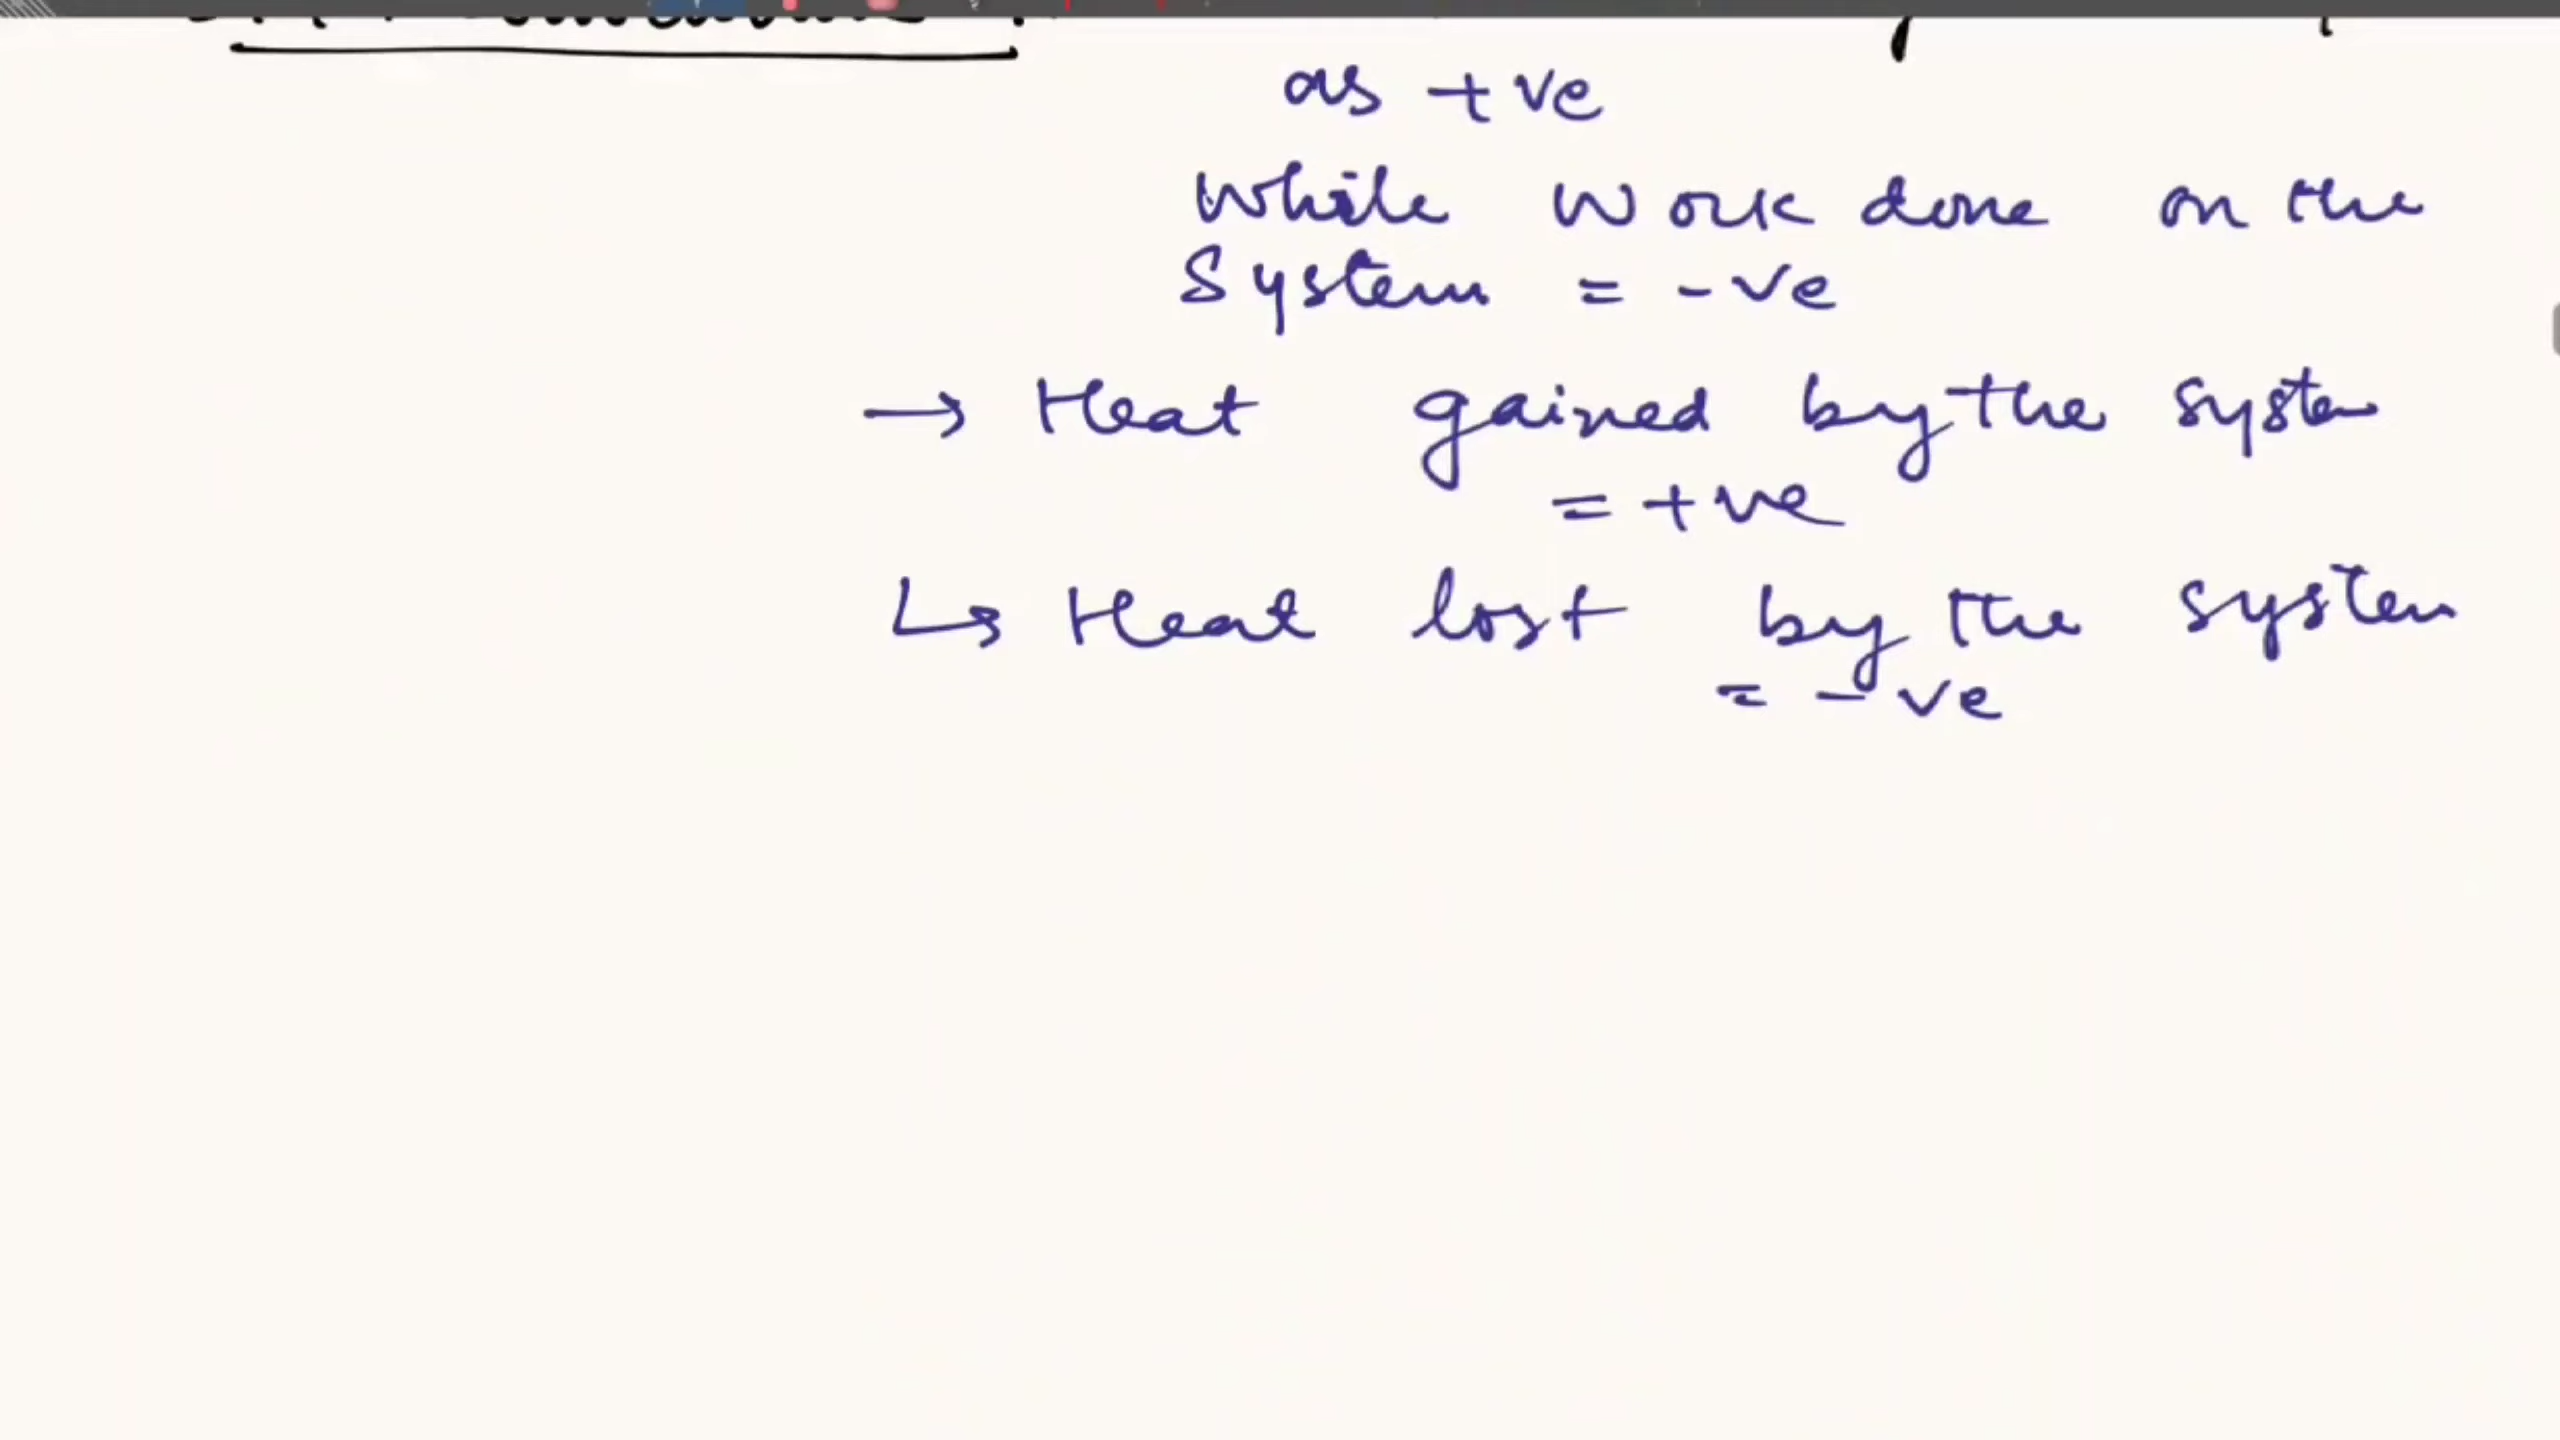 as +ve
while work done on the
System = -ve
→ Heat gained by the system
= +ve
↳ Heat lost by the system
= -ve